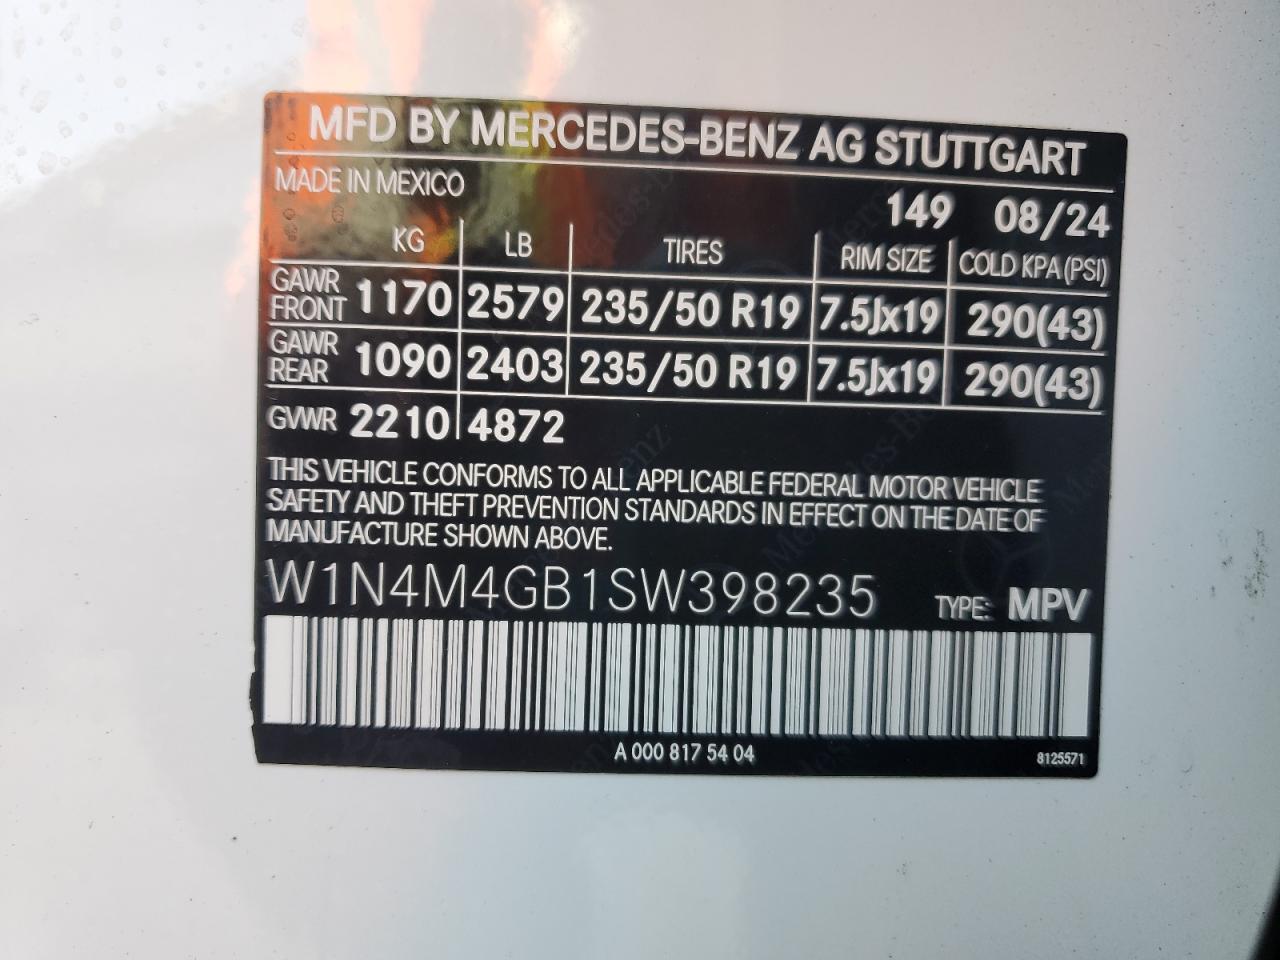 MFD BY MERCEDES-BENZ AG STUTTGART
MADE IN MEXICO
149 08/24
KG LB TIRES RIM SIZE COLD KPA (PSI)
GAWR FRONT 1170 2579 235/50 R19 7.5Jx19 290(43)
GAWR REAR 1090 2403 235/50 R19 7.5Jx19 290(43)
GVWR 2210 4872
THIS VEHICLE CONFORMS TO ALL APPLICABLE FEDERAL MOTOR VEHICLE
SAFETY AND THEFT PREVENTION STANDARDS IN EFFECT ON THE DATE OF
MANUFACTURE SHOWN ABOVE.
W1N4M4GB1SW398235 TYPE: MPV
A 000 817 54 04
8125571